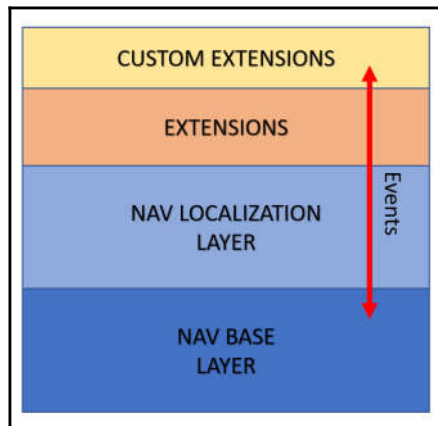 CUSTOM EXTENSIONS
EXTENSIONS
Events
NAV LOCALIZATION
LAYER
NAV BASE
LAYER